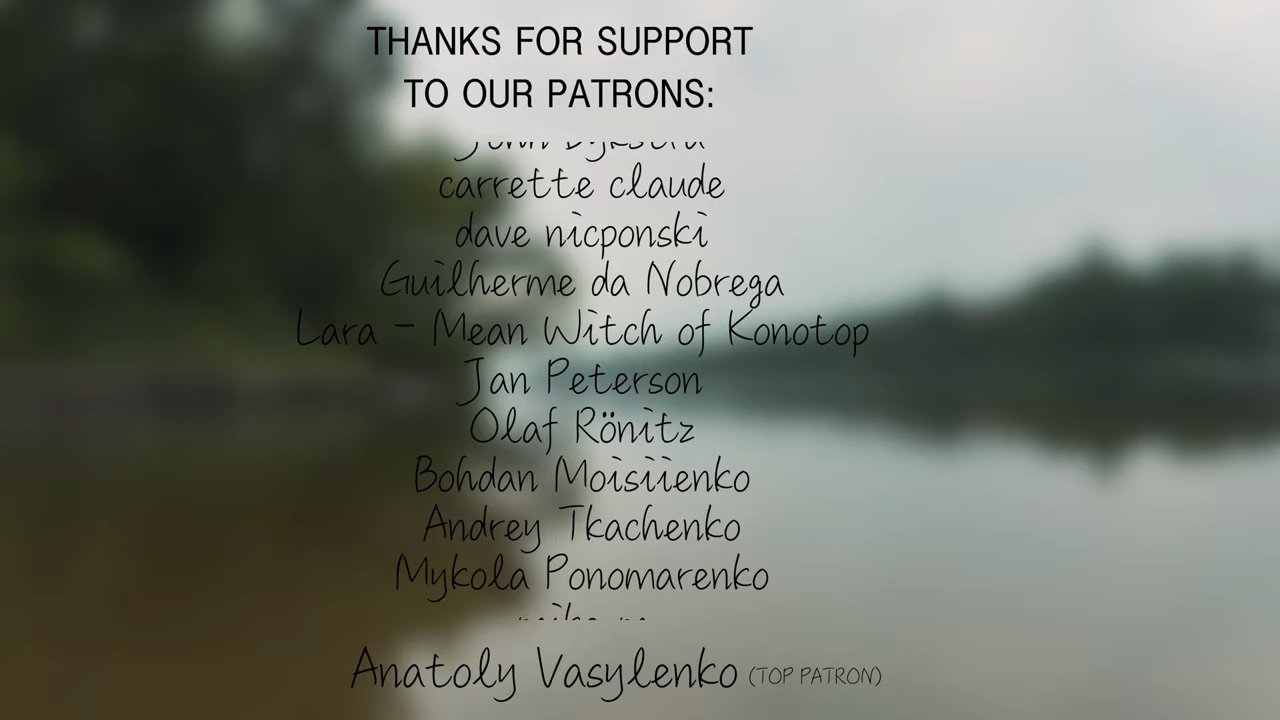 THANKS FOR SUPPORT
TO OUR PATRONS:
carrette claude
dave nicponski
Guilherme da Nobrega
Lara - Mean Witch of Konotop
Jan Peterson
Olaf Rönitz
Bohdan Moisiienko
Andrey Tkachenko
Mykola Ponomarenko
Anatoly Vasylenko (TOP PATRON)